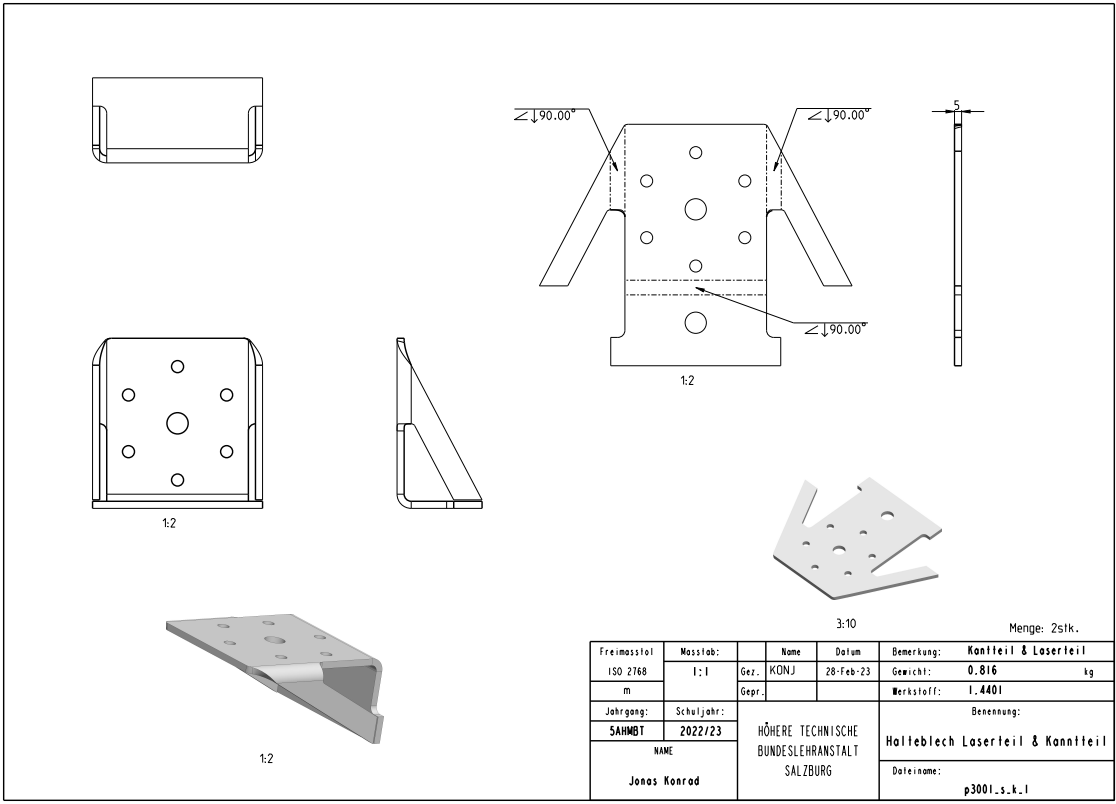 ∠↓90.00°
∠↓90.00°
5
∠↓90.00°
1:2
1:2
3:10
Menge: 2stk.
1:2
Freimasstol
Masstab:
Name
Datum
Bemerkung:
Kantteil & Laserteil
ISO 2768
1:1
Gez.
KONJ
28-Feb-23
Gewicht:
0.816
kg
m
Gepr.
Werkstoff:
1.4401
Jahrgang:
Schuljahr:
HÖHERE TECHNISCHE
BUNDESLEHRANSTALT
SALZBURG
Benennung:
5AHMBT
2022/23
Halteblech Laserteil & Kanntteil
NAME
Jonas Konrad
Dateiname:
p3001_s_k_1